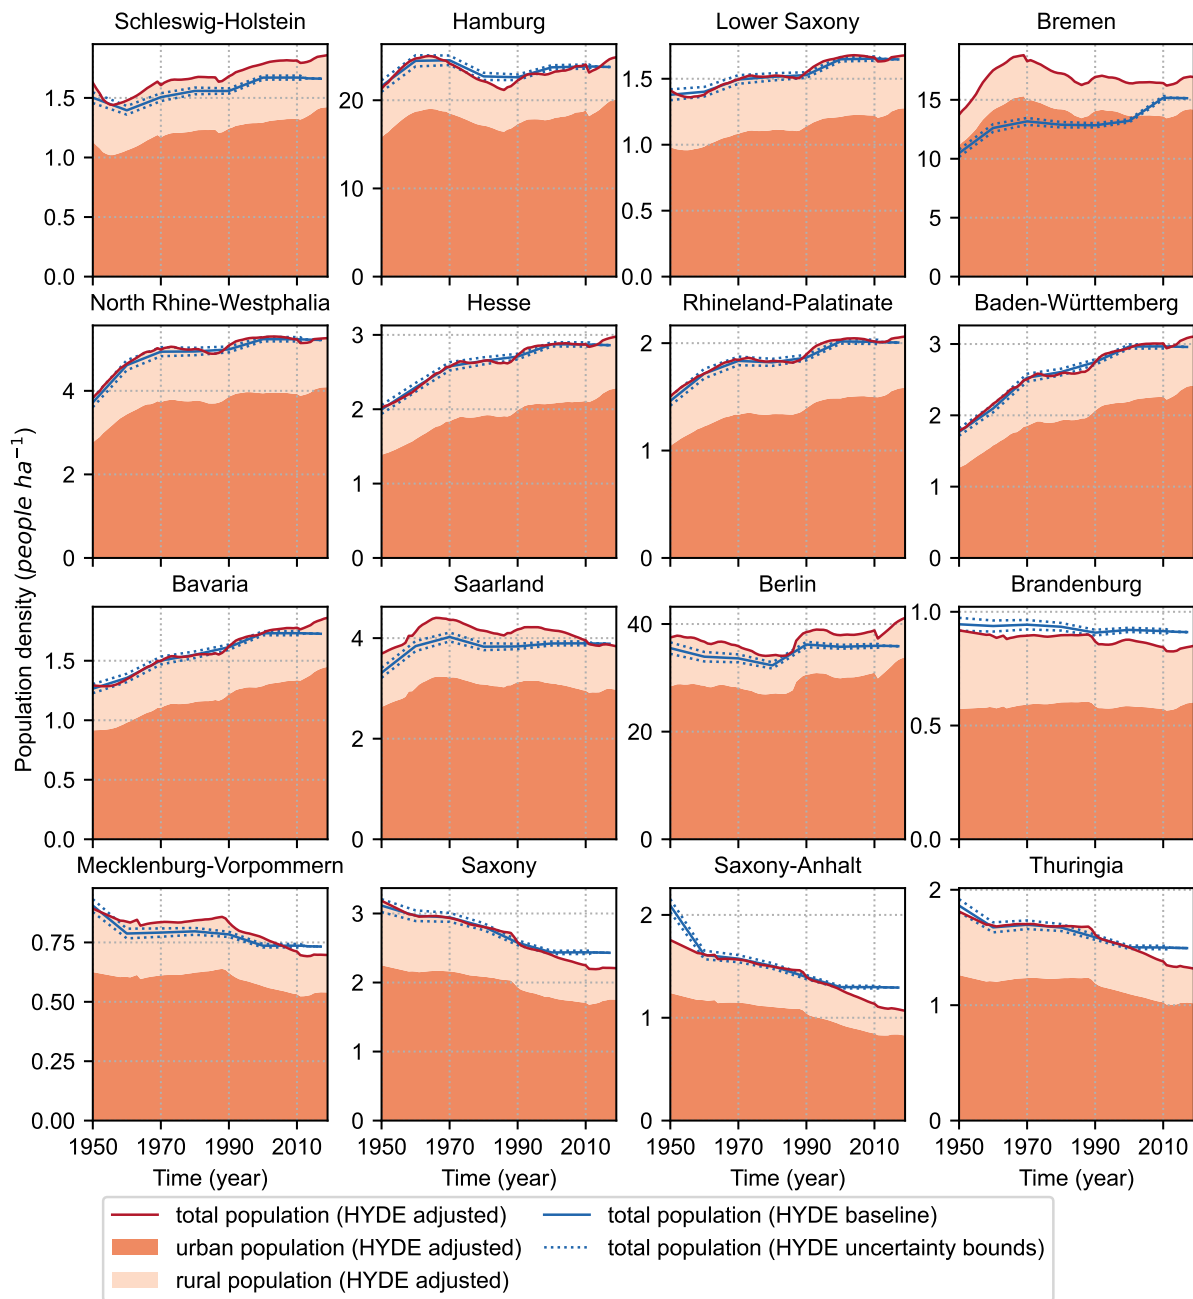 Schleswig-Holstein
Hamburg
Lower Saxony
Bremen
1.5
1.0
0.5
0.0
20
10
0
1.5
1.0
0.5
0.0
15
10
5
0
North Rhine-Westphalia
Hesse
Rhineland-Palatinate
Baden-Württemberg
4
2
0
3
2
1
0
2
1
0
3
2
1
0
Population density (people ha−1)
Bavaria
Saarland
Berlin
Brandenburg
1.5
1.0
0.5
0.0
4
2
0
40
20
0
1.0
0.5
0.0
Mecklenburg-Vorpommern
Saxony
Saxony-Anhalt
Thuringia
0.75
0.50
0.25
0.00
3
2
1
0
2
1
0
2
1
0
1950 1970 1990 2010
1950 1970 1990 2010
1950 1970 1990 2010
1950 1970 1990 2010
Time (year)
Time (year)
Time (year)
Time (year)
total population (HYDE adjusted)
urban population (HYDE adjusted)
rural population (HYDE adjusted)
total population (HYDE baseline)
total population (HYDE uncertainty bounds)